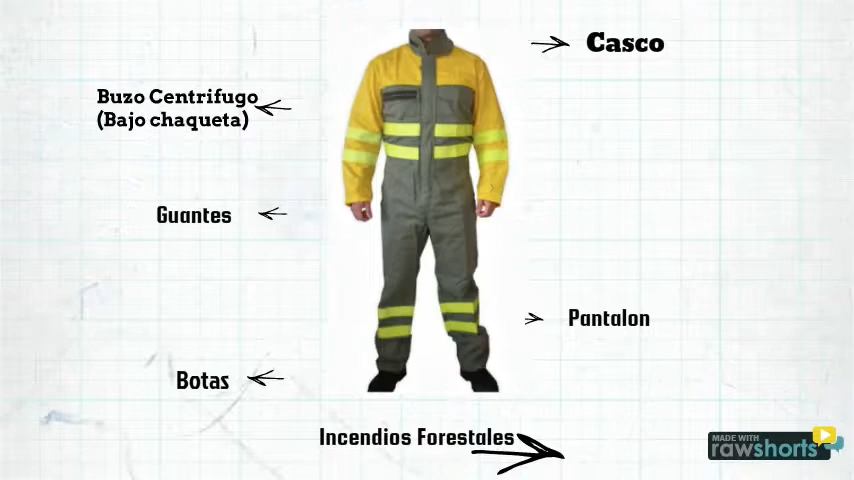 Casco
Buzo Centrifugo
(Bajo chaqueta)
Guantes
Pantalon
Botas
Incendios Forestales
MADE WITH
rawshorts